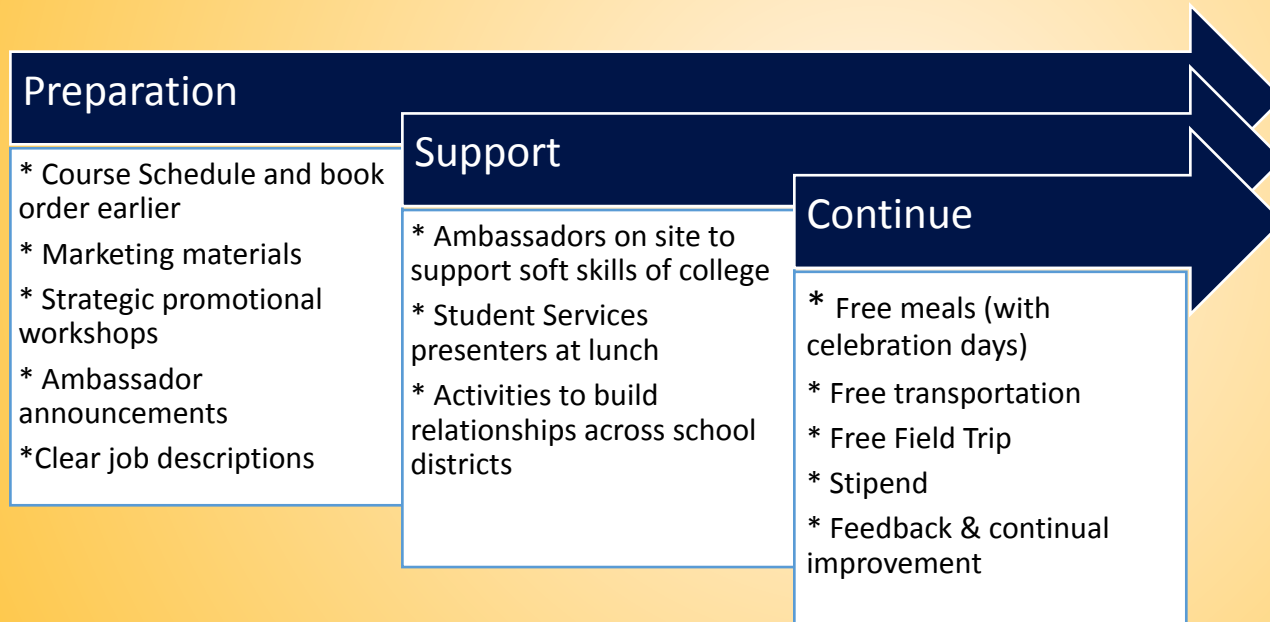 Preparation
* Course Schedule and book
order earlier
* Marketing materials
* Strategic promotional
workshops
* Ambassador
announcements
*Clear job descriptions
Support
* Ambassadors on site to
support soft skills of college
* Student Services
presenters at lunch
* Activities to build
relationships across school
districts
Continue
* Free meals (with
celebration days)
* Free transportation
* Free Field Trip
* Stipend
* Feedback & continual
improvement